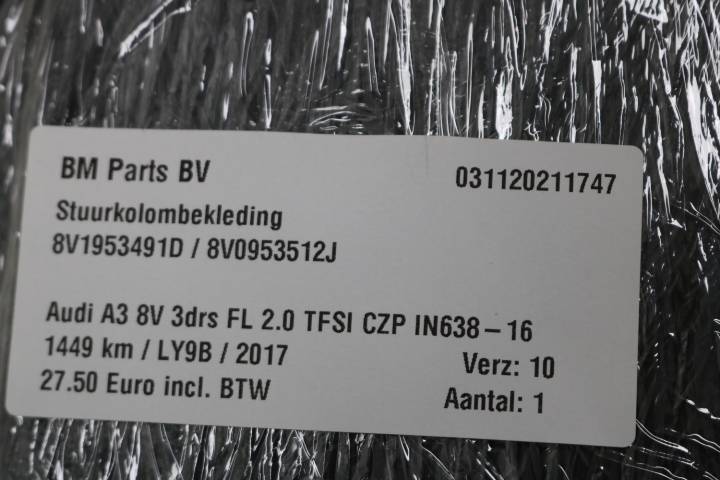 BM Parts BV 031120211747
Stuurkolombekleding
8V1953491D / 8V0953512J
Audi A3 8V 3drs FL 2.0 TFSI CZP IN638 – 16
1449 km / LY9B / 2017 Verz: 10
27.50 Euro incl. BTW Aantal: 1